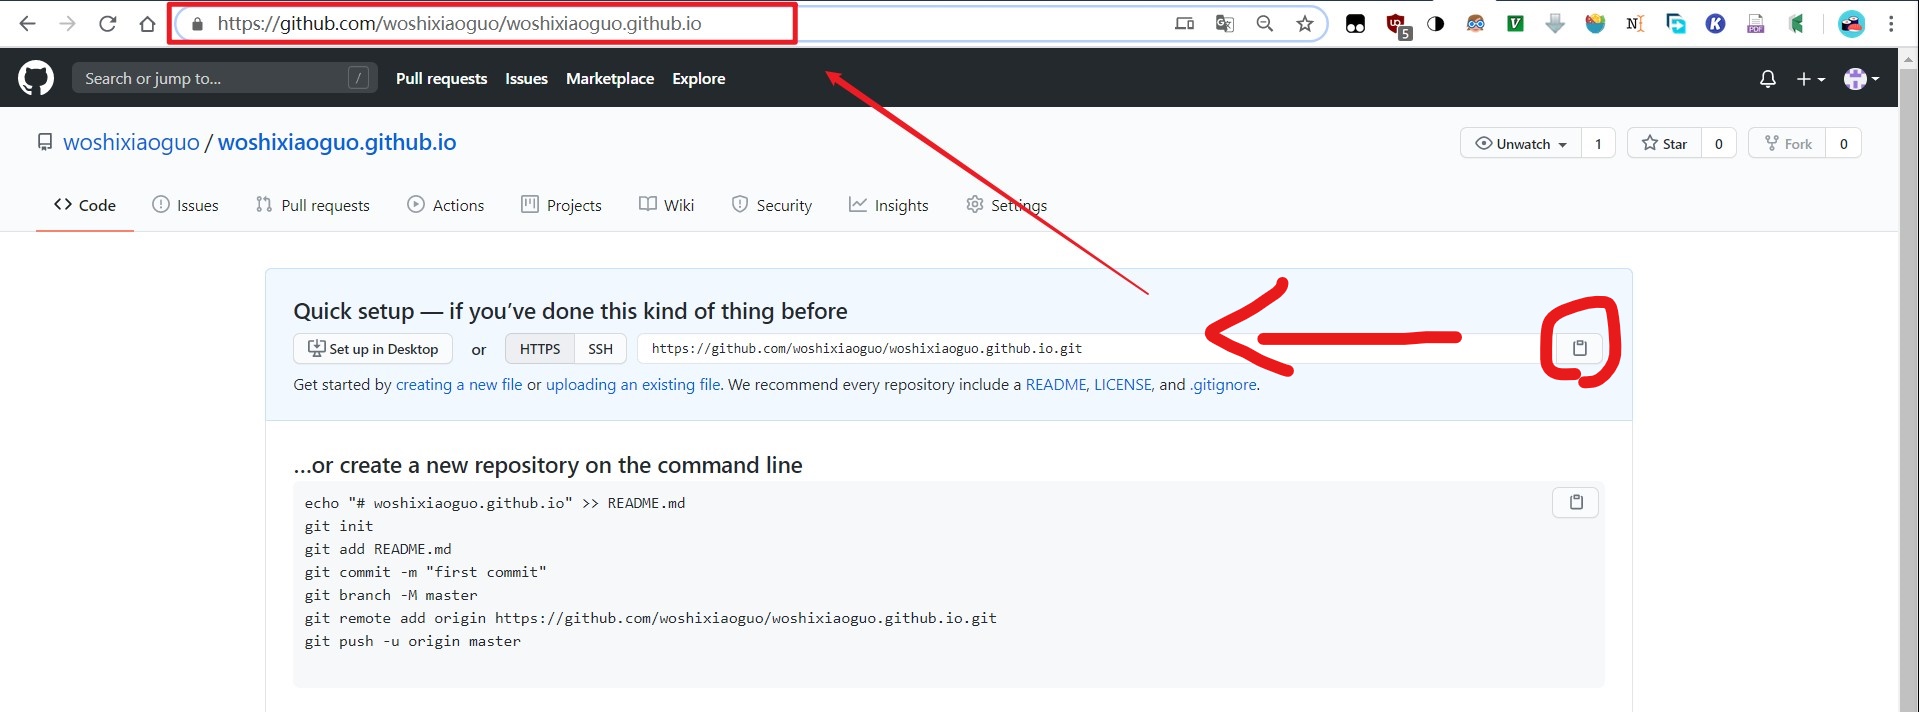 https://github.com/woshixiaoguo/woshixiaoguo.github.io
5
Search or jump to... /
Pull requests Issues Marketplace Explore
woshixiaoguo / woshixiaoguo.github.io
Unwatch 1 Star 0 Fork 0
Code Issues Pull requests Actions Projects Wiki Security Insights Settings
Quick setup — if you’ve done this kind of thing before
Set up in Desktop or HTTPS SSH https://github.com/woshixiaoguo/woshixiaoguo.github.io.git
Get started by creating a new file or uploading an existing file. We recommend every repository include a README, LICENSE, and .gitignore.
...or create a new repository on the command line
echo "# woshixiaoguo.github.io" >> README.md
git init
git add README.md
git commit -m "first commit"
git branch -M master
git remote add origin https://github.com/woshixiaoguo/woshixiaoguo.github.io.git
git push -u origin master